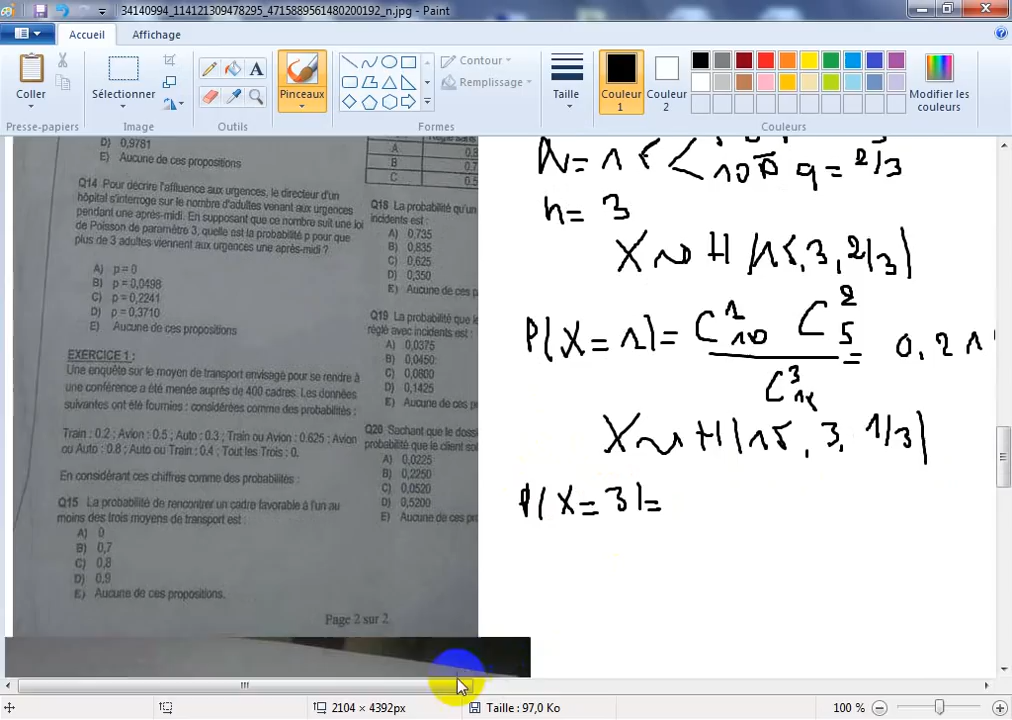 34140994_114121309478295_4715889561480200192_n.jpg - Paint
Accueil
Affichage
Coller
Sélectionner
Pinceaux
Contour
Remplissage
Taille
Couleur 1
Couleur 2
Modifier les couleurs
Presse-papiers
Image
Outils
Formes
Couleurs
D) 0,9781
E) Aucune de ces propositions
Q14 Pour décrire l'affluence aux urgences, le directeur d'un
hôpital s'interroge sur le nombre d'adultes venant aux urgences
pendant une après-midi. En supposant que ce nombre suit une loi
de Poisson de paramètre 3, quelle est la probabilité p pour que
plus de 3 adultes viennent aux urgences une après-midi ?
A) p = 0
B) p = 0,0498
C) p = 0,2241
D) p = 0,3710
E) Aucune de ces propositions
EXERCICE 1 :
Une enquête sur le moyen de transport envisagé pour se rendre à
une conférence a été menée auprès de 400 cadres. Les données
suivantes ont été fournies : considérées comme des probabilités :
Train : 0.2 ; Avion : 0.5 ; Auto : 0.3 ; Train ou Avion : 0.625 ; Avion
ou Auto : 0.8 ; Train ou Auto : 0.4 ; Tout les Trois : 0.
En considérant ces chiffres comme des probabilités :
Q15 La probabilité de rencontrer un cadre favorable à l'un au
moins des trois moyens de transport est :
A) 0
B) 0,7
C) 0,8
D) 0,9
E) Aucune de ces propositions.
Page 2 sur 2
A 0.8
B 0.7
C 0.5
Q18 La probabilité qu'un
incidents est :
A) 0,735
B) 0,835
C) 0,625
D) 0,350
E) Aucune de ces p
Q19 La probabilité que le
réglé avec incidents est :
A) 0,0375
B) 0,0450
C) 0,0800
D) 0,1425
E) Aucune de ces p
Q20 Sachant que le doss
probabilité que le client soi
A) 0,0225
B) 0,2250
C) 0,0520
D) 0,5200
E) Aucune de ces pr
q = 2/3
n = 3
X ~ H (15, 3, 2/3)
P(X = 1) = C¹₁₀ C²₅ = 0.21
C³₁₅
X ~ H (15, 3, 1/3)
P(X = 3) =
2104 × 4392px
Taille : 97,0 Ko
100 %